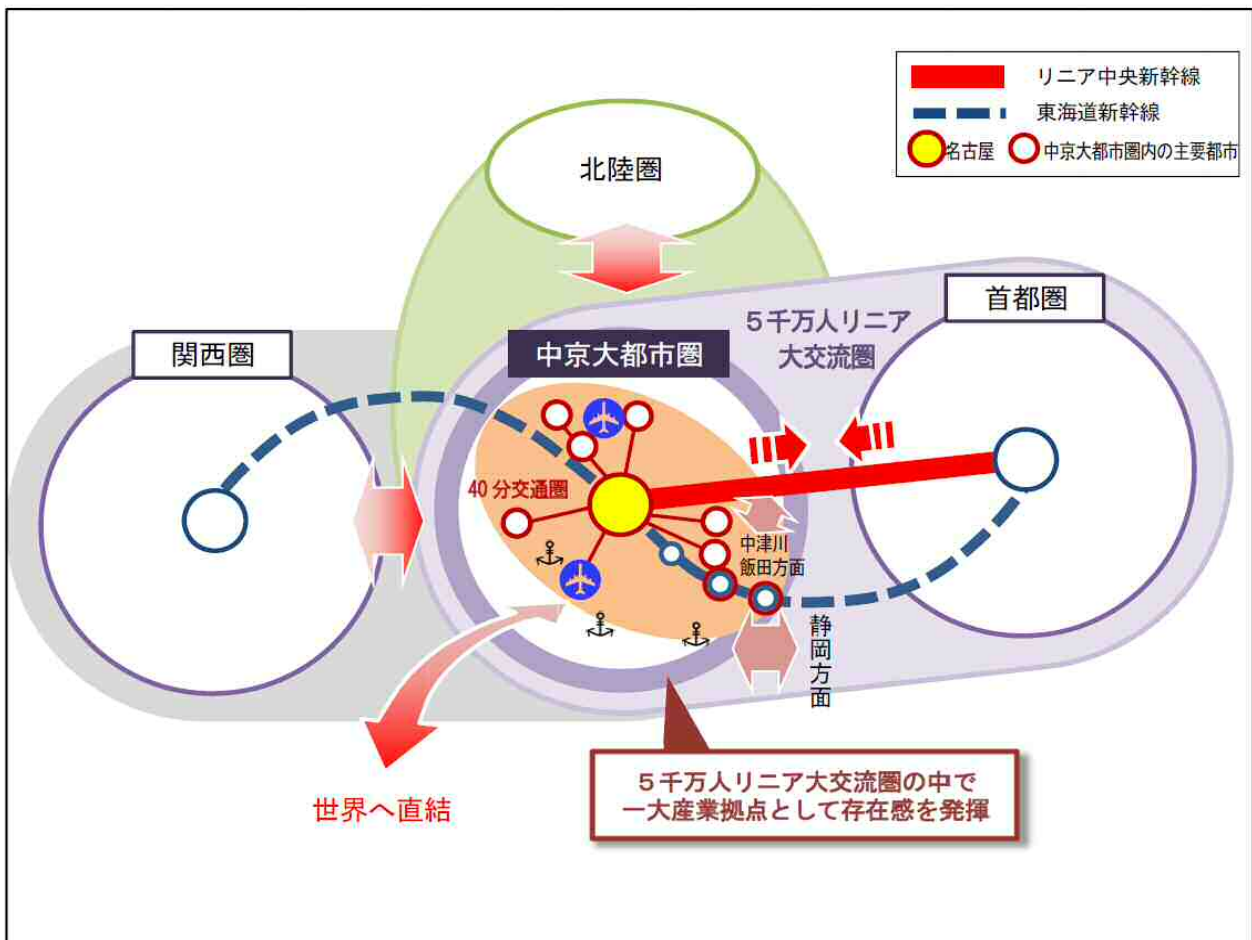 リニア中央新幹線
東海道新幹線
名古屋 中京大都市圏内の主要都市
北陸圏
首都圏
5千万人リニア
大交流圏
関西圏
中京大都市圏
40分交通圏
中津川
飯田方面
静岡方面
世界へ直結
5千万人リニア大交流圏の中で
一大産業拠点として存在感を発揮